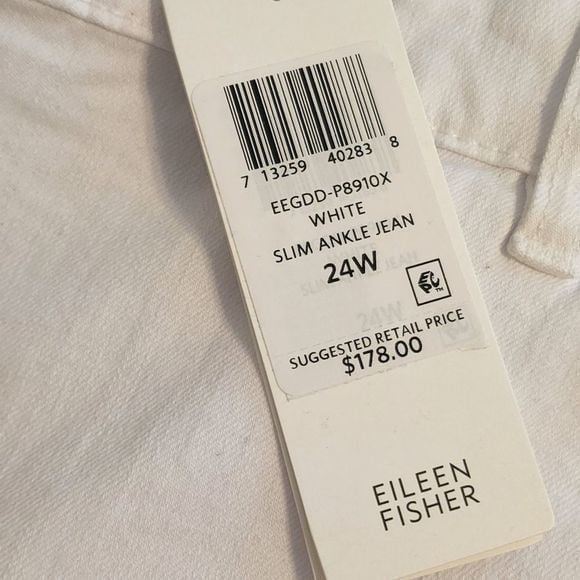 7 13259 40283 8
EEGDD-P8910X
WHITE
SLIM ANKLE JEAN
24W
SUGGESTED RETAIL PRICE
$178.00
EILEEN
FISHER